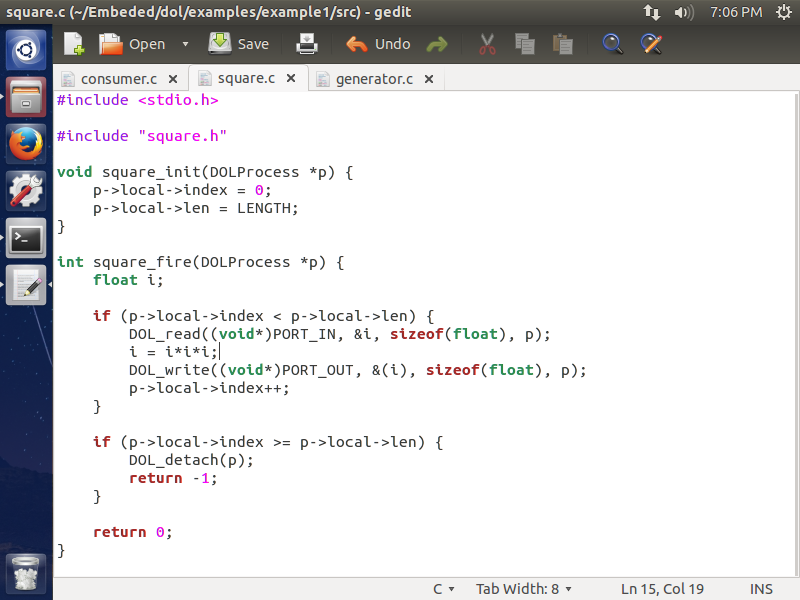 square.c (~/Embeded/dol/examples/example1/src) - gedit
7:06 PM
Open
Save
Undo
consumer.c
square.c
generator.c
#include <stdio.h>
#include "square.h"
void square_init(DOLProcess *p) {
    p->local->index = 0;
    p->local->len = LENGTH;
}
int square_fire(DOLProcess *p) {
    float i;
    if (p->local->index < p->local->len) {
        DOL_read((void*)PORT_IN, &i, sizeof(float), p);
        i = i*i*i;
        DOL_write((void*)PORT_OUT, &(i), sizeof(float), p);
        p->local->index++;
    }
    if (p->local->index >= p->local->len) {
        DOL_detach(p);
        return -1;
    }
    return 0;
}
C
Tab Width: 8
Ln 15, Col 19
INS